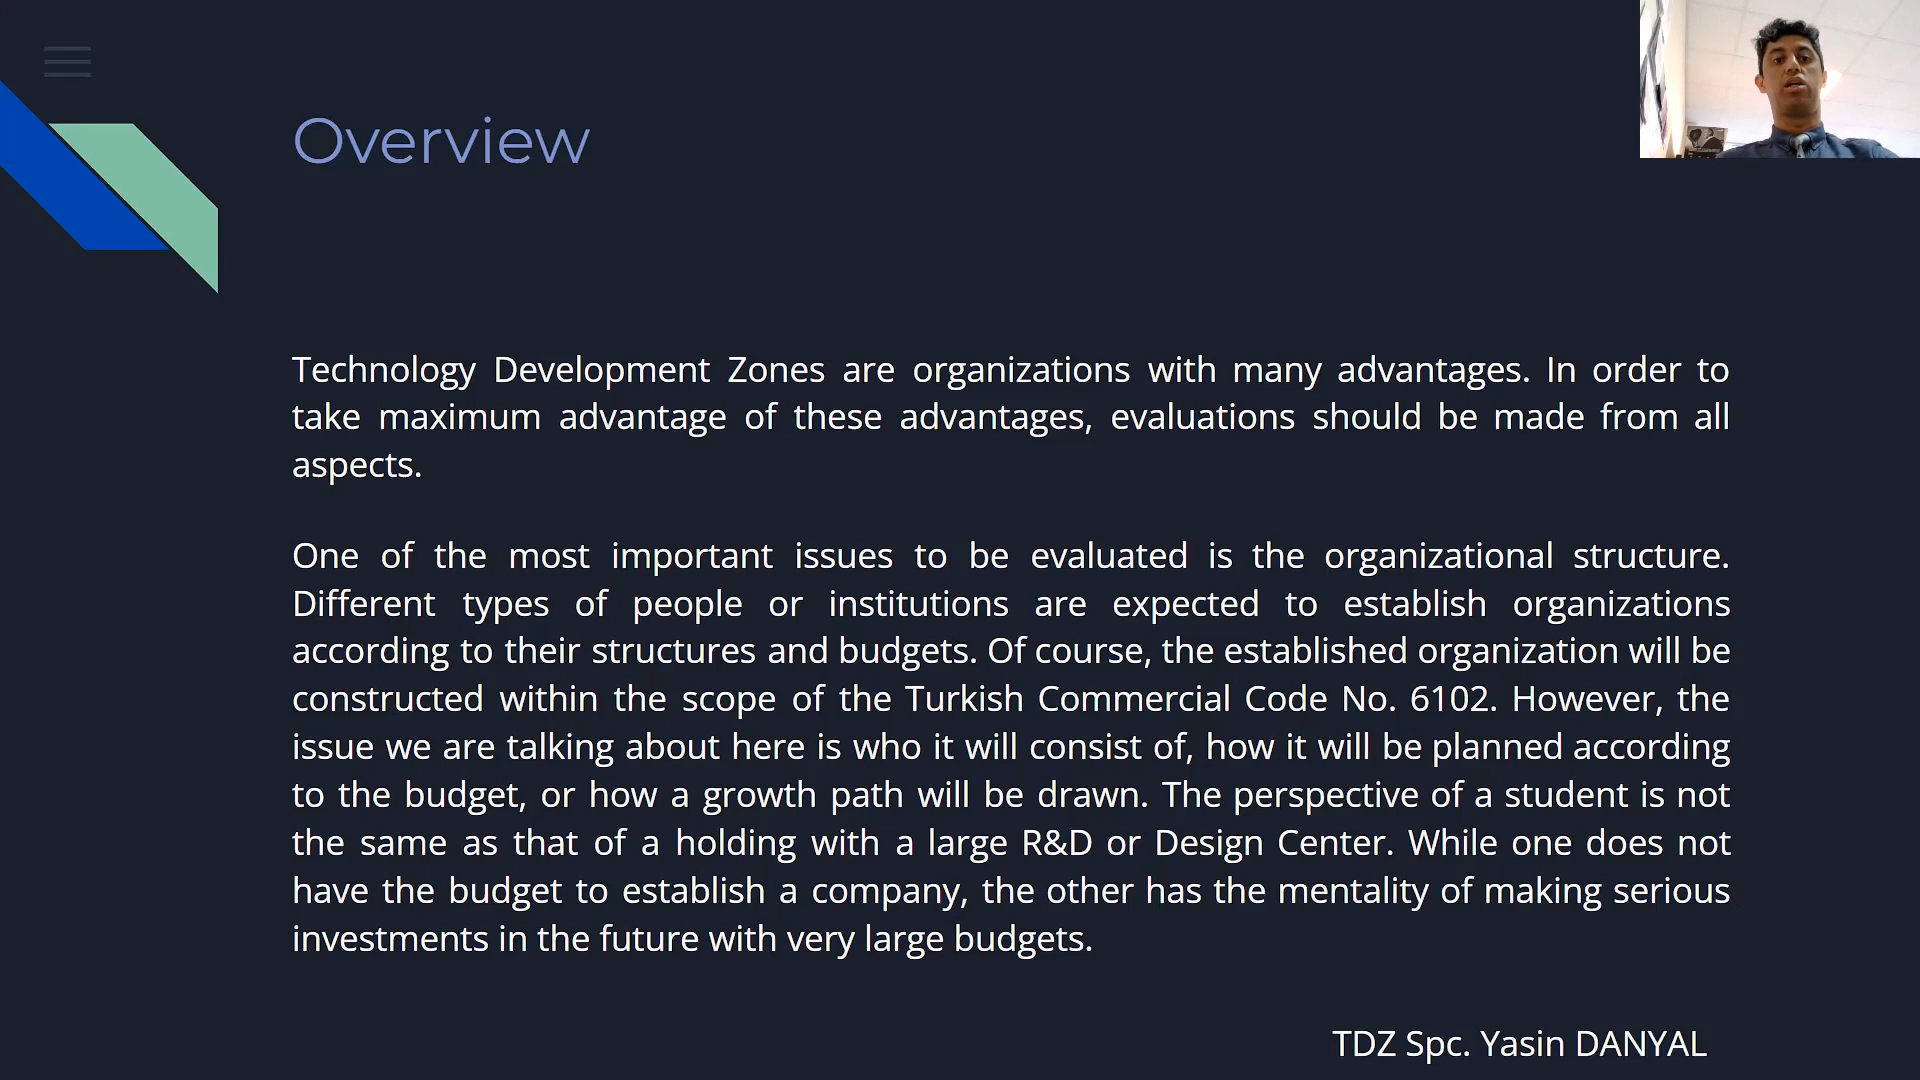 Overview
Technology Development Zones are organizations with many advantages. In order to
take maximum advantage of these advantages, evaluations should be made from all
aspects.
One of the most important issues to be evaluated is the organizational structure.
Different types of people or institutions are expected to establish organizations
according to their structures and budgets. Of course, the established organization will be
constructed within the scope of the Turkish Commercial Code No. 6102. However, the
issue we are talking about here is who it will consist of, how it will be planned according
to the budget, or how a growth path will be drawn. The perspective of a student is not
the same as that of a holding with a large R&D or Design Center. While one does not
have the budget to establish a company, the other has the mentality of making serious
investments in the future with very large budgets.
TDZ Spc. Yasin DANYAL